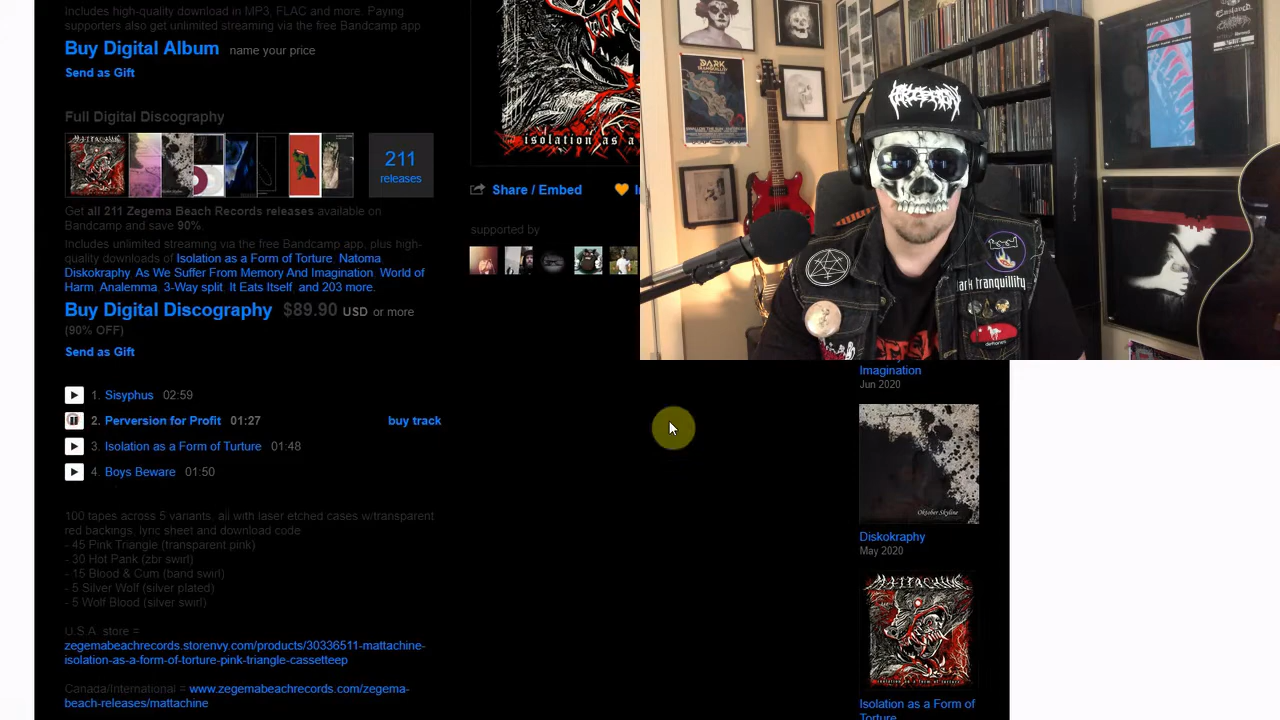 Includes high-quality download in MP3, FLAC and more. Paying
supporters also get unlimited streaming via the free Bandcamp app
Buy Digital Album name your price
Send as Gift
Full Digital Discography
211
releases
Get all 211 Zegema Beach Records releases available on
Bandcamp and save 90%.
Includes unlimited streaming via the free Bandcamp app, plus high-
quality downloads of Isolation as a Form of Torture, Natoma,
Diskokraphy, As We Suffer From Memory And Imagination, World of
Harm, Analemma, 3-Way split, It Eats Itself, and 203 more.
Buy Digital Discography $89.90 USD or more
(90% OFF)
Send as Gift
1. Sisyphus 02:59
2. Perversion for Profit 01:27 buy track
3. Isolation as a Form of Turture 01:48
4. Boys Beware 01:50
100 tapes across 5 variants, all with laser etched cases w/transparent
red backings, lyric sheet and download code
- 45 Pink Triangle (transparent pink)
- 30 Hot Pank (zbr swirl)
- 15 Blood & Cum (band swirl)
- 5 Silver Wolf (silver plated)
- 5 Wolf Blood (silver swirl)
U.S.A. store =
zegemabeachrecords.storenvy.com/products/30336511-mattachine-
isolation-as-a-form-of-torture-pink-triangle-cassetteep
Canada/International = www.zegemabeachrecords.com/zegema-
beach-releases/mattachine
isolation as a
Share / Embed
supported by
DARK
TRANQUILLITY
dark tranquillity
deftones
Imagination
Jun 2020
Oktober Skyline
Diskokraphy
May 2020
MATTACHINE
isolation as a form of torture
Isolation as a Form of
Torture